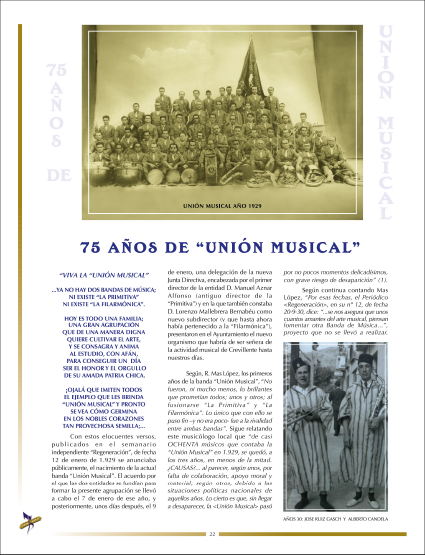 75 AÑOS DE
UNIÓN MUSICAL
UNIÓN MUSICAL AÑO 1929
75 AÑOS DE “UNIÓN MUSICAL”
“VIVA LA “UNIÓN MUSICAL”
...YA NO HAY DOS BANDAS DE MÚSICA;
NI EXISTE “LA PRIMITIVA”
NI EXISTE “LA FILARMÓNICA”.
HOY ES TODO UNA FAMILIA;
UNA GRAN AGRUPACIÓN
QUE DE UNA MANERA DIGNA
QUIERE CULTIVAR EL ARTE,
Y SE CONSAGRA Y ANIMA
AL ESTUDIO, CON AFÁN,
PARA CONSEGUIR UN DÍA
SER EL HONOR Y EL ORGULLO
DE SU AMADA PATRIA CHICA.
¡OJALÁ QUE IMITEN TODOS
EL EJEMPLO QUE LES BRINDA
“UNIÓN MUSICAL” Y PRONTO
SE VEA CÓMO GERMINA
EN LOS NOBLES CORAZONES
TAN PROVECHOSA SEMILLA;...
Con estos elocuentes versos,
publicados en el semanario
independiente “Regeneración”, de fecha
12 de enero de 1.929 se anunciaba
públicamente, el nacimiento de la actual
banda “Unión Musical”. El acuerdo por
el que las dos entidades se fundían para
formar la presente agrupación se llevó
a cabo el 7 de enero de ese año, y
posteriormente, unos días después, el 9
de enero, una delegación de la nueva
Junta Directiva, encabezada por el primer
director de la entidad D. Manuel Aznar
Alfonso (antiguo director de la
“Primitiva”) y en la que también constaba
D. Lorenzo Mallebrera Bernabéu como
nuevo subdirector (y que hasta ahora
había pertenecido a la “Filarmónica”),
presentaron en el Ayuntamiento el nuevo
organismo que habría de ser señera de
la actividad musical de Crevillente hasta
nuestros días.
Según, R. Mas López, los primeros
años de la banda “Unión Musical”, “No
fueron, ni mucho menos, lo brillantes
que prometían todos; unos y otros; al
fusionarse “La Primitiva” y “La
Filarmónica”. Lo único que con ello se
puso fin –y no era poco- fue a la rivalidad
entre ambas bandas”. Sigue relatando
este musicólogo local que “de casi
OCHENTA músicos que contaba la
“Unión Musical” en 1.929, se quedó, a
los tres años, en menos de la mitad.
¿CAUSAS?... al parecer, según unos, por
falta de colaboración, apoyo moral y
material, según otros, debido a las
situaciones políticas nacionales de
aquellos años. Lo cierto es que, sin llegar
a desaparecer, la «Unión Musical» pasó
por no pocos momentos delicadísimos,
con grave riesgo de desaparición” (1).
Según continua contando Mas
López, “Por esas fechas, el Periódico
«Regeneración», en su nº 12, de fecha
20-9-30, dice: “...se nos asegura que unos
cuantos amantes del arte musical, piensan
fomentar otra Banda de Música...”,
proyecto que no se llevó a realizar.
AÑOS 30: JOSE RUIZ GASCH Y ALBERTO CANDELA
22